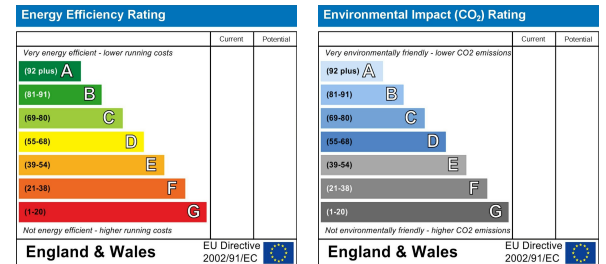 Energy Efficiency Rating
Current Potential
Very energy efficient - lower running costs
(92 plus) A
(81-91) B
(69-80) C
(55-68) D
(39-54) E
(21-38) F
(1-20) G
Not energy efficient - higher running costs
England & Wales
EU Directive
2002/91/EC
Environmental Impact (CO₂) Rating
Current Potential
Very environmentally friendly - lower CO2 emissions
(92 plus) A
(81-91) B
(69-80) C
(55-68) D
(39-54) E
(21-38) F
(1-20) G
Not environmentally friendly - higher CO2 emissions
England & Wales
EU Directive
2002/91/EC